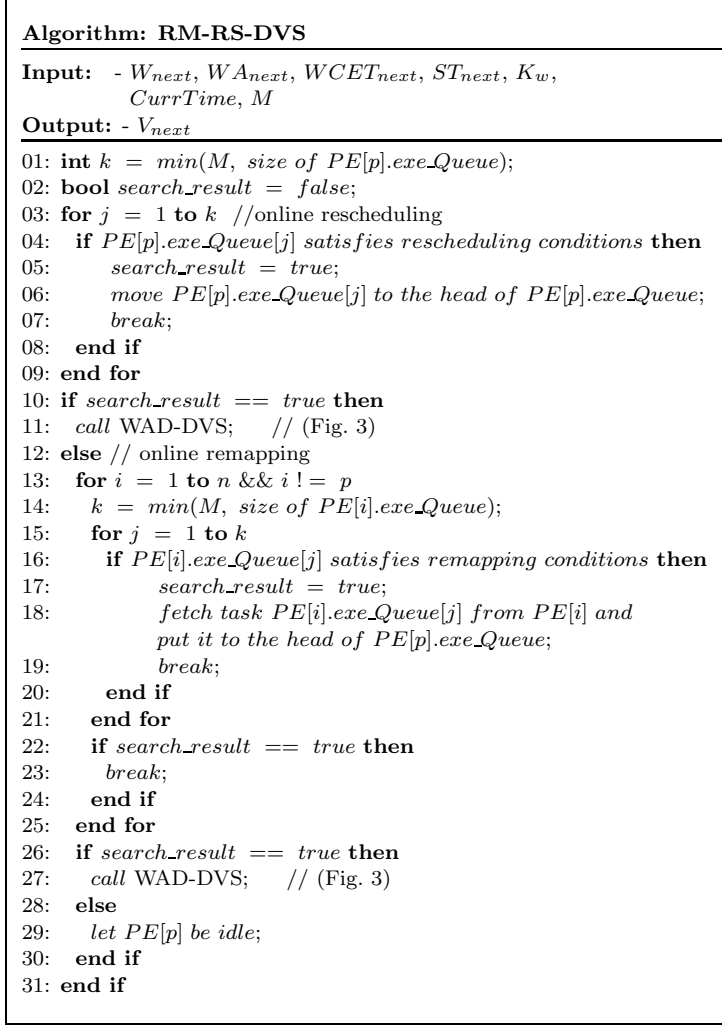 Algorithm: RM-RS-DVS
Input: - W_next, WA_next, WCET_next, ST_next, K_w,
CurrTime, M
Output: - V_next
01: int k = min(M, size of PE[p].exe_Queue);
02: bool search_result = false;
03: for j = 1 to k //online rescheduling
04: if PE[p].exe_Queue[j] satisfies rescheduling conditions then
05: search_result = true;
06: move PE[p].exe_Queue[j] to the head of PE[p].exe_Queue;
07: break;
08: end if
09: end for
10: if search_result == true then
11: call WAD-DVS; // (Fig. 3)
12: else // online remapping
13: for i = 1 to n && i != p
14: k = min(M, size of PE[i].exe_Queue);
15: for j = 1 to k
16: if PE[i].exe_Queue[j] satisfies remapping conditions then
17: search_result = true;
18: fetch task PE[i].exe_Queue[j] from PE[i] and
put it to the head of PE[p].exe_Queue;
19: break;
20: end if
21: end for
22: if search_result == true then
23: break;
24: end if
25: end for
26: if search_result == true then
27: call WAD-DVS; // (Fig. 3)
28: else
29: let PE[p] be idle;
30: end if
31: end if